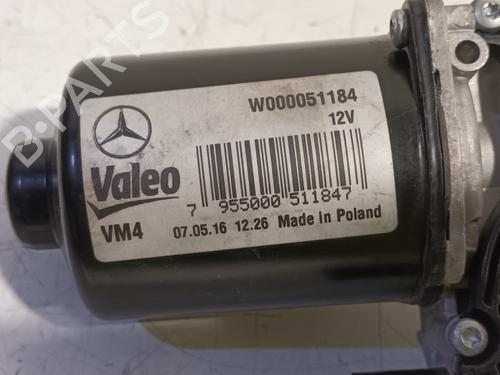 B-PARTS
W000051184
12V
Valeo
7 955000 511847
VM4
07.05.16 12.26 Made in Poland